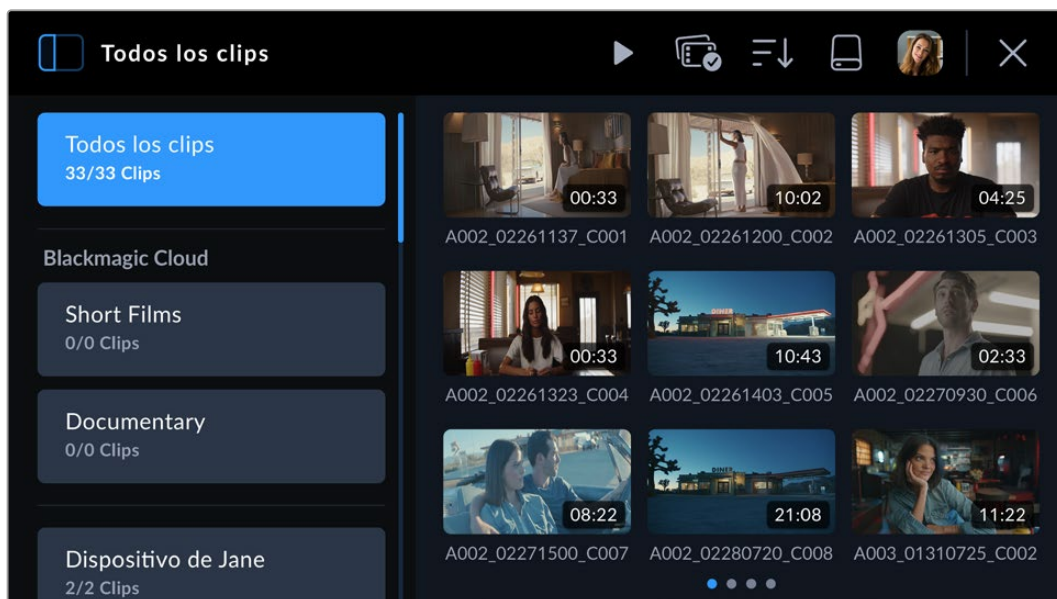 Todos los clips
Todos los clips
33/33 Clips
Blackmagic Cloud
Short Films
0/0 Clips
Documentary
0/0 Clips
Dispositivo de Jane
2/2 Clips
00:33 10:02 04:25
A002_02261137_C001 A002_02261200_C002 A002_02261305_C003
DINER
00:33 10:43 02:33
A002_02261323_C004 A002_02261403_C005 A002_02270930_C006
DINER
08:22 21:08 11:22
A002_02271500_C007 A002_02280720_C008 A003_01310725_C002